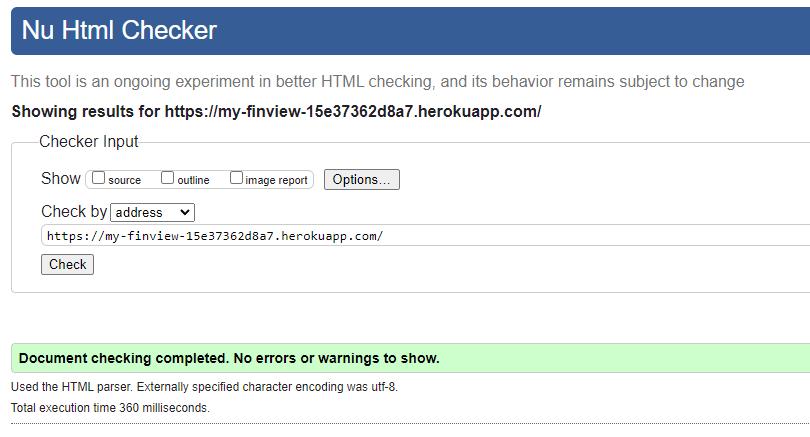 Nu Html Checker
This tool is an ongoing experiment in better HTML checking, and its behavior remains subject to change
Showing results for https://my-finview-15e37362d8a7.herokuapp.com/
Checker Input
Show source outline image report Options...
Check by address
https://my-finview-15e37362d8a7.herokuapp.com/
Check
Document checking completed. No errors or warnings to show.
Used the HTML parser. Externally specified character encoding was utf-8.
Total execution time 360 milliseconds.